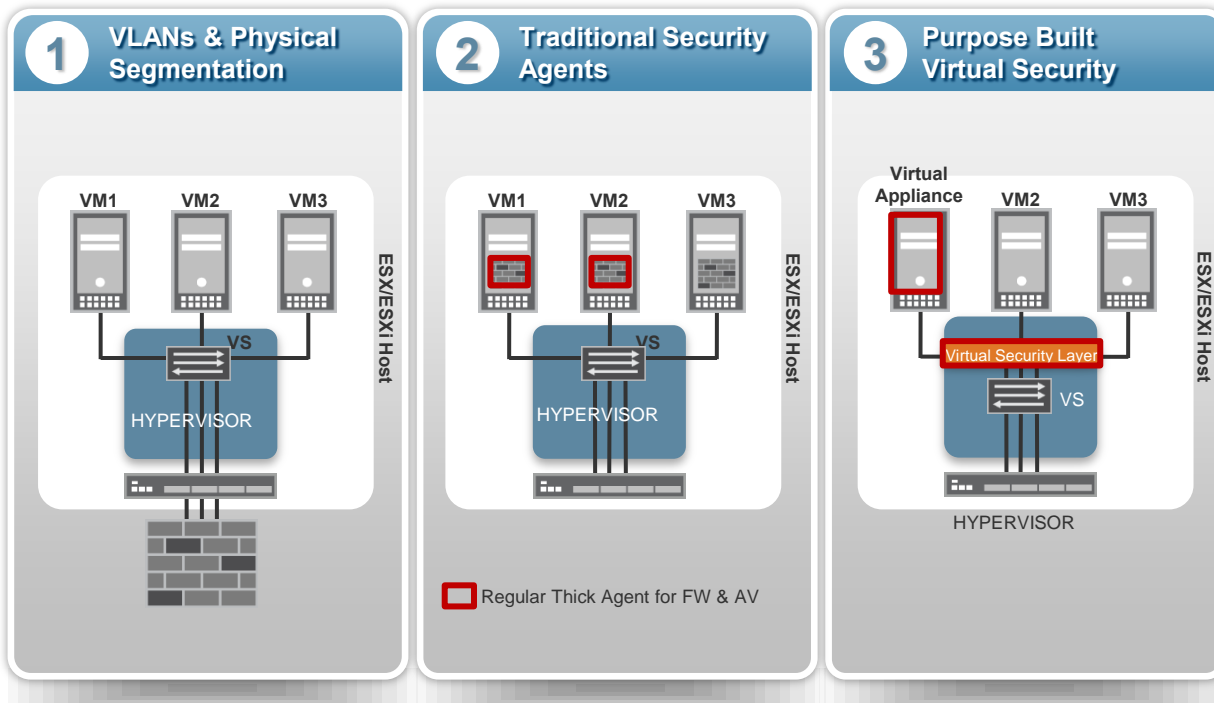 1
VLANs & Physical
Segmentation
VM1
VM2
VM3
VS
HYPERVISOR
ESX/ESXi Host
2
Traditional Security
Agents
VM1
VM2
VM3
VS
HYPERVISOR
ESX/ESXi Host
Regular Thick Agent for FW & AV
3
Purpose Built
Virtual Security
Virtual
Appliance
VM2
VM3
Virtual Security Layer
VS
ESX/ESXi Host
HYPERVISOR